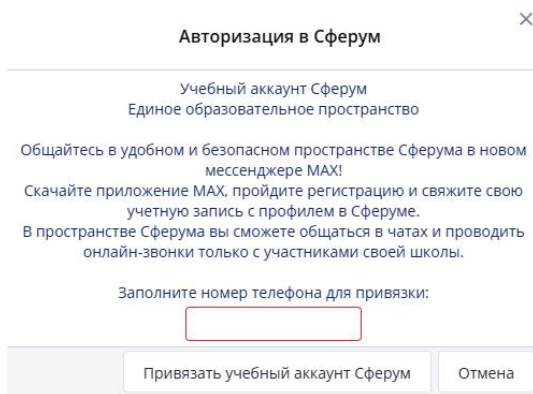 Авторизация в Сферум
Учебный аккаунт Сферум
Единое образовательное пространство
Общайтесь в удобном и безопасном пространстве Сферума в новом
мессенджере MAX!
Скачайте приложение MAX, пройдите регистрацию и свяжите свою
учетную запись с профилем в Сферуме.
В пространстве Сферума вы сможете общаться в чатах и проводить
онлайн-звонки только с участниками своей школы.
Заполните номер телефона для привязки:
Привязать учебный аккаунт Сферум
Отмена